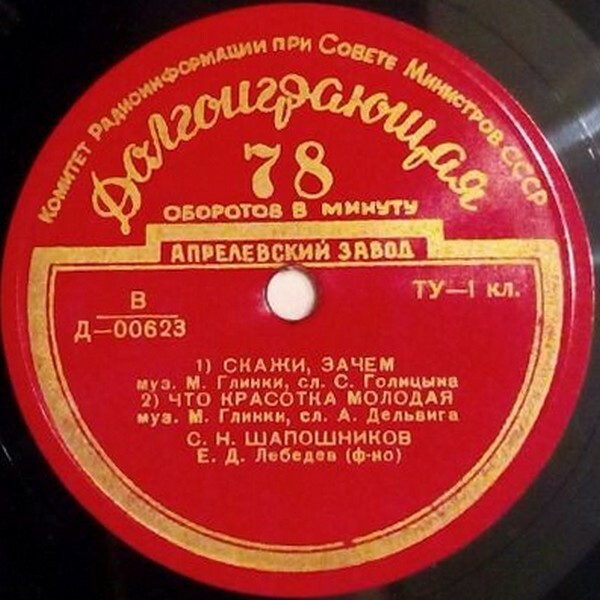 Комитет Радиоинформации при Совете Министров СССР
Долгоиграющая
78
оборотов в минуту
Апрелевский завод
В
Д—00623
ТУ—1 кл.
1) СКАЖИ, ЗАЧЕМ
муз. М. Глинки, сл. С. Голицына
2) ЧТО КРАСОТКА МОЛОДАЯ
муз. М. Глинки, сл. А. Дельвига
С. Н. ШАПОШНИКОВ
Е. Д. Лебедев (ф-но)